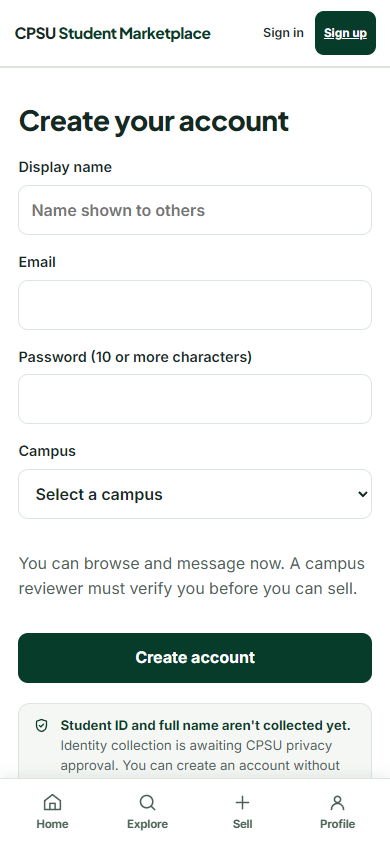 CPSU Student Marketplace
Sign in
Sign up
Create your account
Display name
Name shown to others
Email
Password (10 or more characters)
Campus
Select a campus
You can browse and message now. A campus
reviewer must verify you before you can sell.
Create account
Student ID and full name aren't collected yet.
Identity collection is awaiting CPSU privacy
approval. You can create an account without
Home
Explore
Sell
Profile